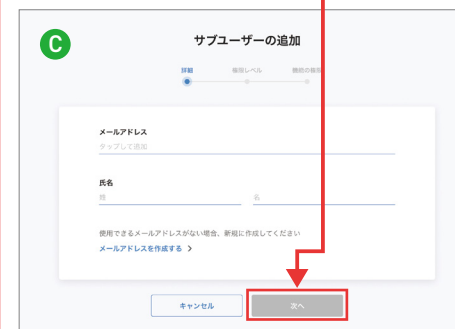 C
サブユーザーの追加
詳細 権限レベル 機能の権限
メールアドレス
タップして追加
氏名
姓 名
使用できるメールアドレスがない場合、新規に作成してください
メールアドレスを作成する >
キャンセル 次へ